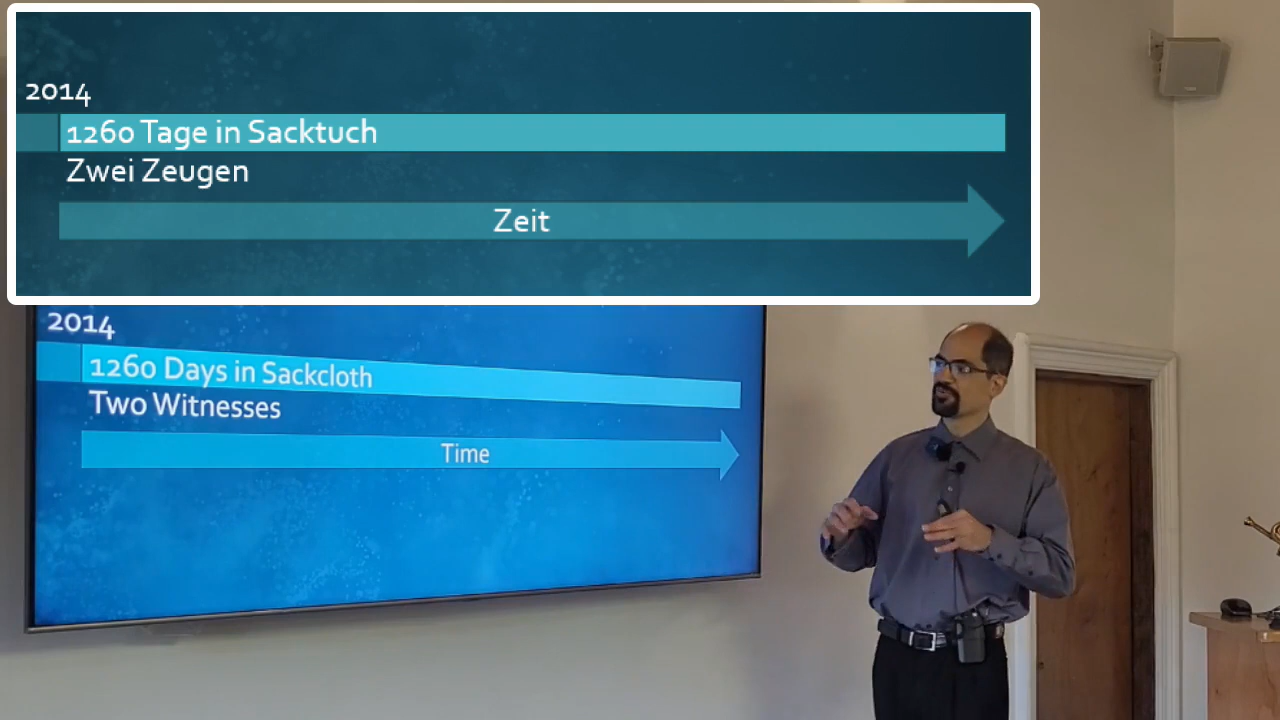 2014
1260 Tage in Sacktuch
Zwei Zeugen
Zeit
2014
1260 Days in Sackcloth
Two Witnesses
Time